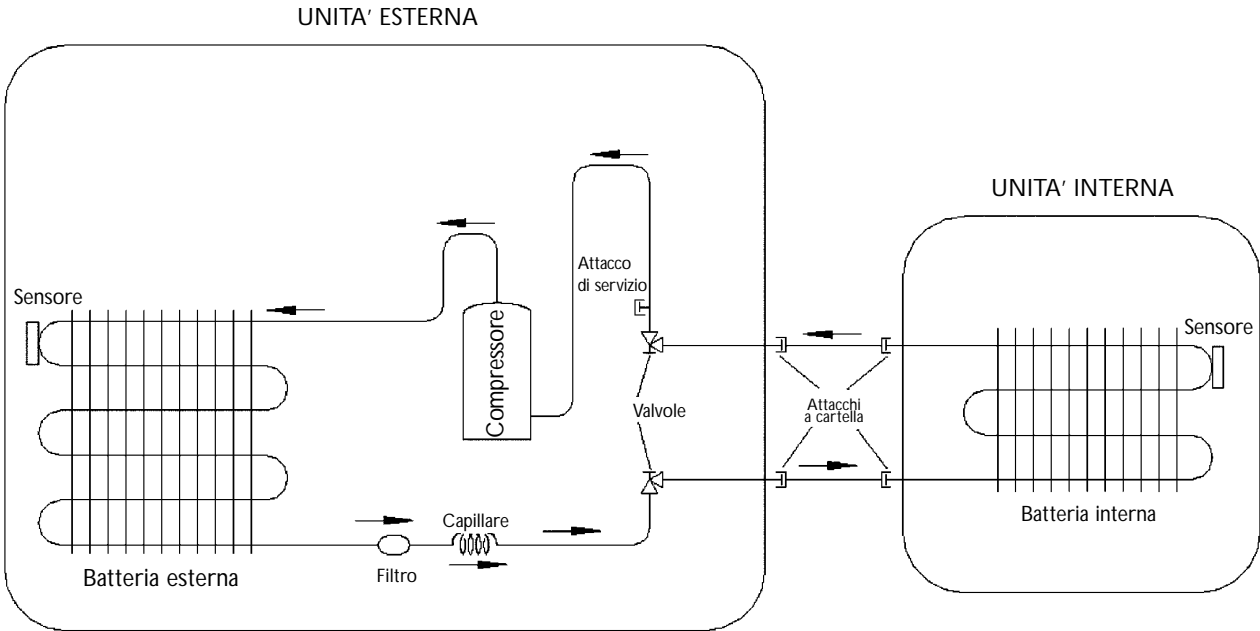 UNITA' ESTERNA
UNITA' INTERNA
Attacco
di servizio
Sensore
Sensore
Compressore
Valvole
Attacchi
a cartella
Capillare
Batteria interna
Filtro
Batteria esterna